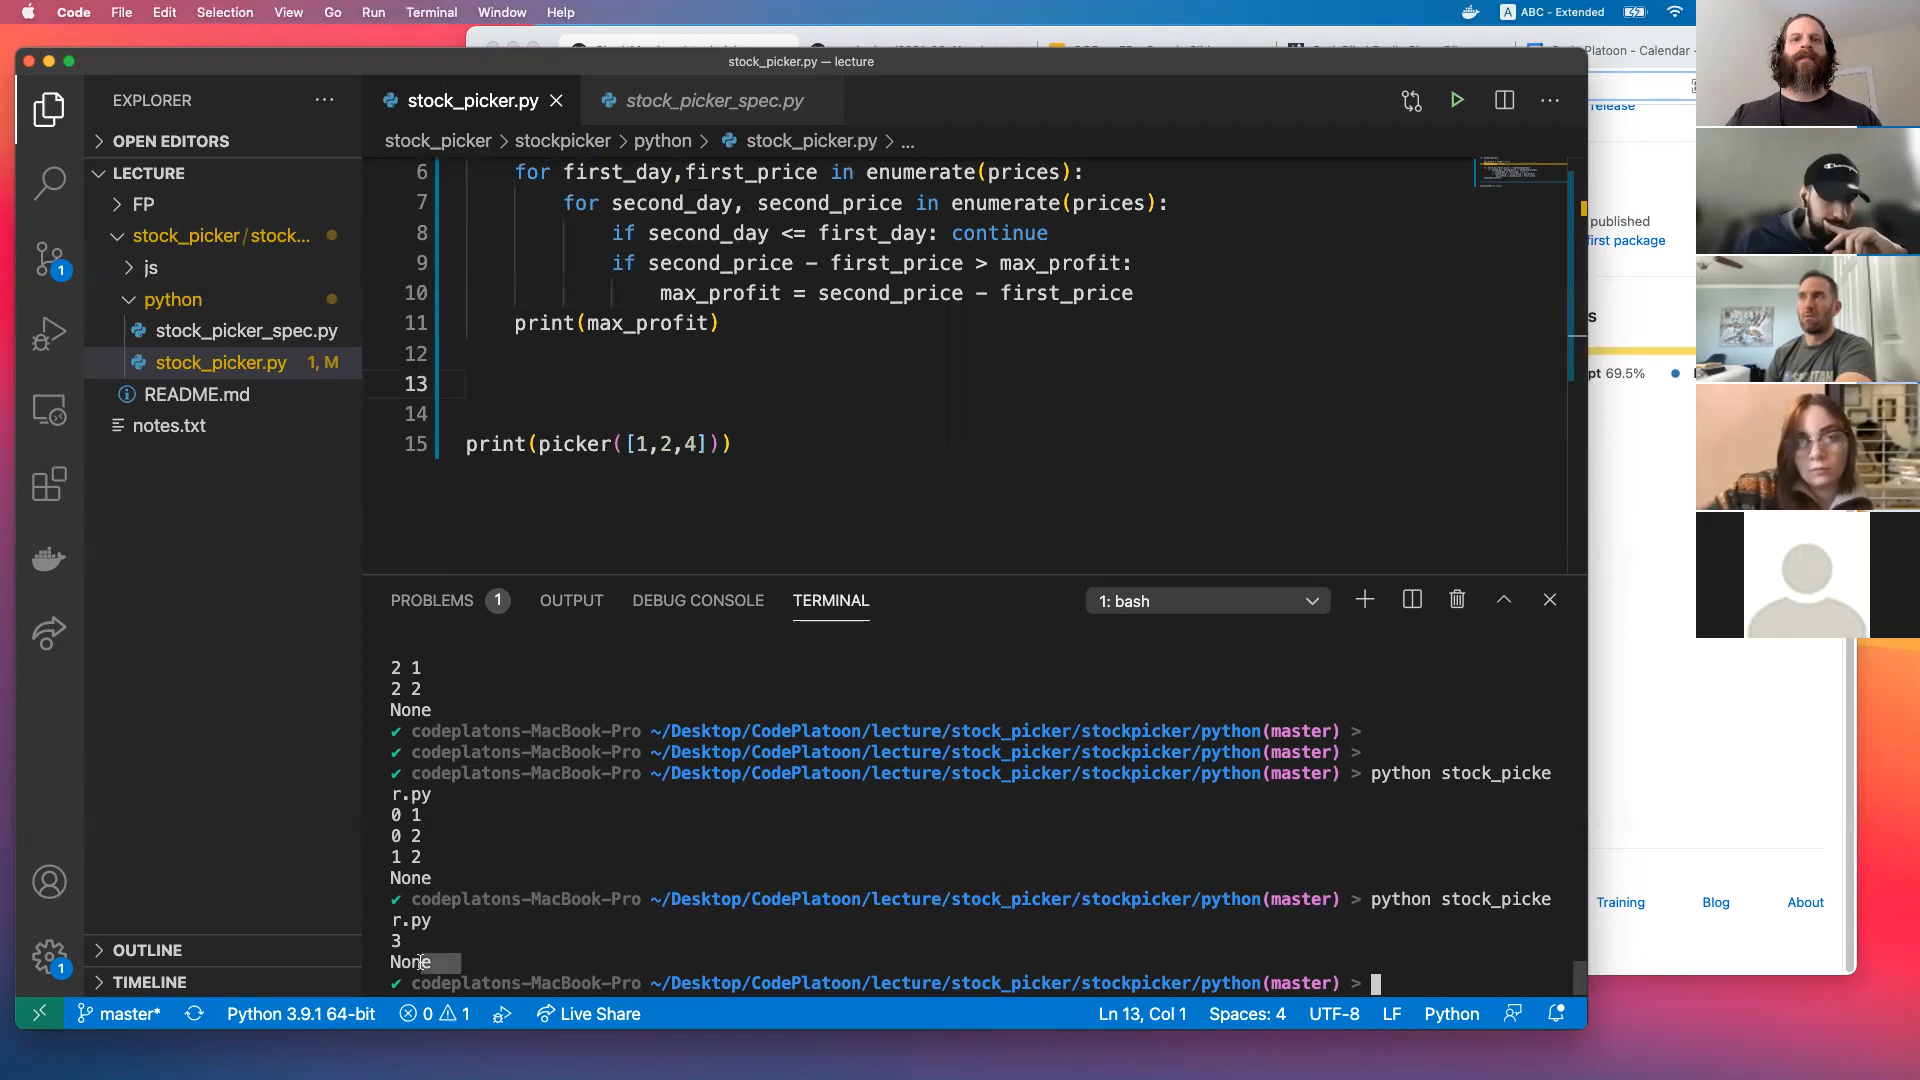 Code File Edit Selection View Go Run Terminal Window Help
A ABC - Extended
Platoon - Calendar
stock_picker.py — lecture
EXPLORER
stock_picker.py
stock_picker_spec.py
stock_picker > stockpicker > python > stock_picker.py > ...
OPEN EDITORS
LECTURE
FP
stock_picker/stock...
js
python
stock_picker_spec.py
stock_picker.py 1, M
README.md
notes.txt
OUTLINE
TIMELINE
6 for first_day,first_price in enumerate(prices):
7 for second_day, second_price in enumerate(prices):
8 if second_day <= first_day: continue
9 if second_price - first_price > max_profit:
10 max_profit = second_price - first_price
11 print(max_profit)
12
13
14
15 print(picker([1,2,4]))
PROBLEMS 1 OUTPUT DEBUG CONSOLE TERMINAL
1: bash
2 1
2 2
None
✔ codeplatons-MacBook-Pro ~/Desktop/CodePlatoon/lecture/stock_picker/stockpicker/python(master) >
✔ codeplatons-MacBook-Pro ~/Desktop/CodePlatoon/lecture/stock_picker/stockpicker/python(master) >
✔ codeplatons-MacBook-Pro ~/Desktop/CodePlatoon/lecture/stock_picker/stockpicker/python(master) > python stock_picke
r.py
0 1
0 2
1 2
None
✔ codeplatons-MacBook-Pro ~/Desktop/CodePlatoon/lecture/stock_picker/stockpicker/python(master) > python stock_picke
r.py
3
None
✔ codeplatons-MacBook-Pro ~/Desktop/CodePlatoon/lecture/stock_picker/stockpicker/python(master) >
1
1
master* Python 3.9.1 64-bit 0 1 Live Share
Ln 13, Col 1 Spaces: 4 UTF-8 LF Python
release
published
first package
s
pt 69.5%
Training Blog About
Champion